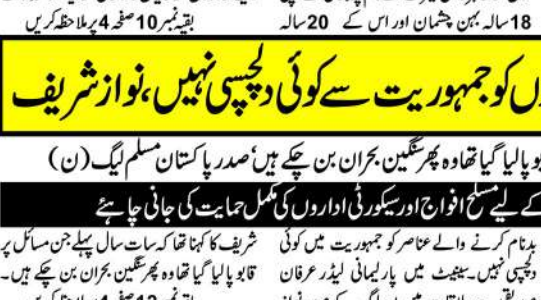 18 سالہ بہن چشمان اور اس کے 20 سالہ
بقیہ نمبر 10 صفحہ 4 پر ملاحظہ کریں
وں کو جمہوریت سے کوئی دلچسپی نہیں، نواز شریف
بو پالیا گیا تھا وہ پھر سنگین بحران بن چکے ہیں صدر پاکستان مسلم لیگ (ن)
کے لیے مسلح افواج اور سیکورٹی اداروں کی مکمل حمایت کی جانی چاہئے
بدنام کرنے والے عناصر کو جمہوریت میں کوئی
دلچسپی نہیں۔ سینیٹ میں پارلیمانی لیڈر عرفان
شریف کا کہنا تھا کہ سات سال پہلے جن مسائل پر
قابو پالیا گیا تھا وہ پھر سنگین بحران بن چکے ہیں۔